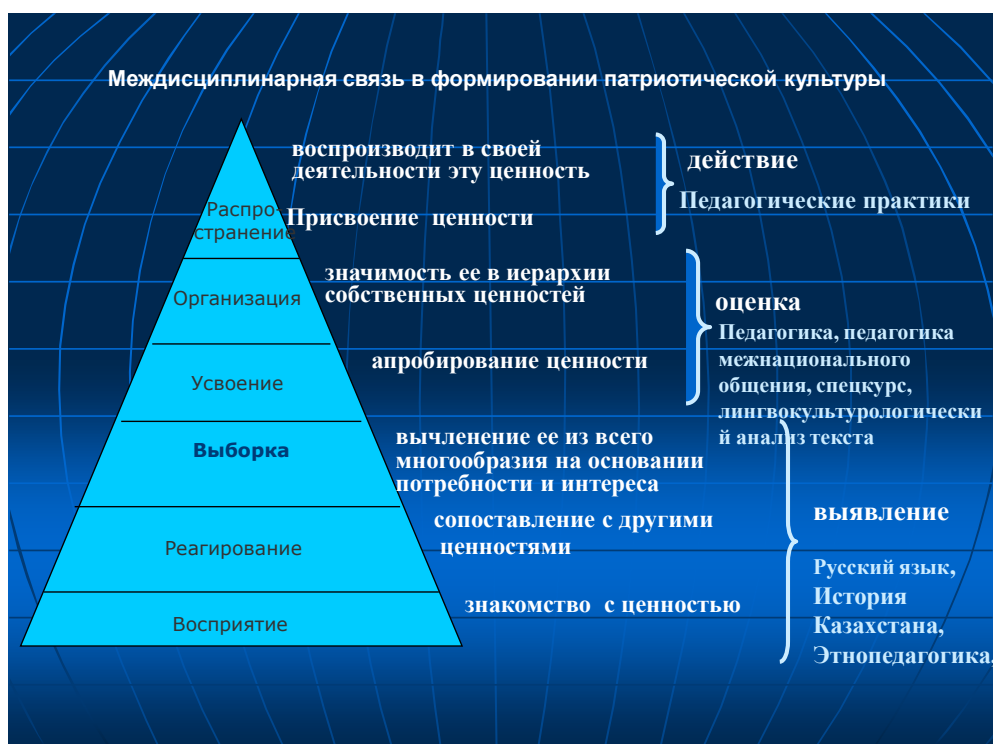 Междисциплинарная связь в формировании патриотической культуры
воспроизводит в своей
деятельности эту ценность
действие
Педагогические практики
Распро-
странение
Присвоение ценности
значимость ее в иерархии
собственных ценностей
Организация
оценка
Педагогика, педагогика
межнационального
общения, спецкурс,
лингвокультурологически
й анализ текста
апробирование ценности
Усвоение
вычленение ее из всего
многообразия на основании
потребности и интереса
Выборка
сопоставление с другими
ценностями
выявление
Реагирование
Русский язык,
История
Казахстана,
Этнопедагогика.
знакомство с ценностью
Восприятие